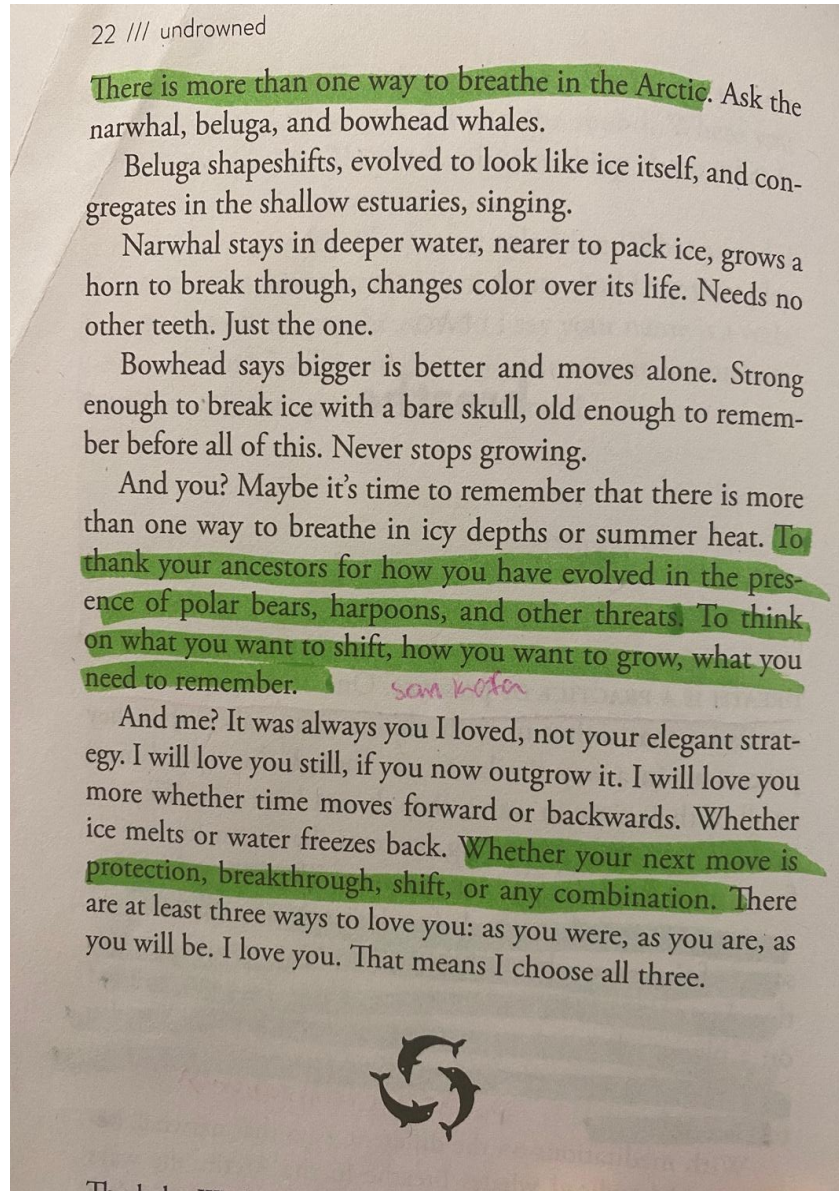 22 /// undrowned
There is more than one way to breathe in the Arctic. Ask the
narwhal, beluga, and bowhead whales.
Beluga shapeshifts, evolved to look like ice itself, and con-
gregates in the shallow estuaries, singing.
Narwhal stays in deeper water, nearer to pack ice, grows a
horn to break through, changes color over its life. Needs no
other teeth. Just the one.
Bowhead says bigger is better and moves alone. Strong
enough to break ice with a bare skull, old enough to remem-
ber before all of this. Never stops growing.
And you? Maybe it's time to remember that there is more
than one way to breathe in icy depths or summer heat. To
thank your ancestors for how you have evolved in the pres-
ence of polar bears, harpoons, and other threats. To think
on what you want to shift, how you want to grow, what you
need to remember.
san kofa
And me? It was always you I loved, not your elegant strat-
egy. I will love you still, if you now outgrow it. I will love you
more whether time moves forward or backwards. Whether
ice melts or water freezes back. Whether your next move is
protection, breakthrough, shift, or any combination. There
are at least three ways to love you: as you were, as you are, as
you will be. I love you. That means I choose all three.